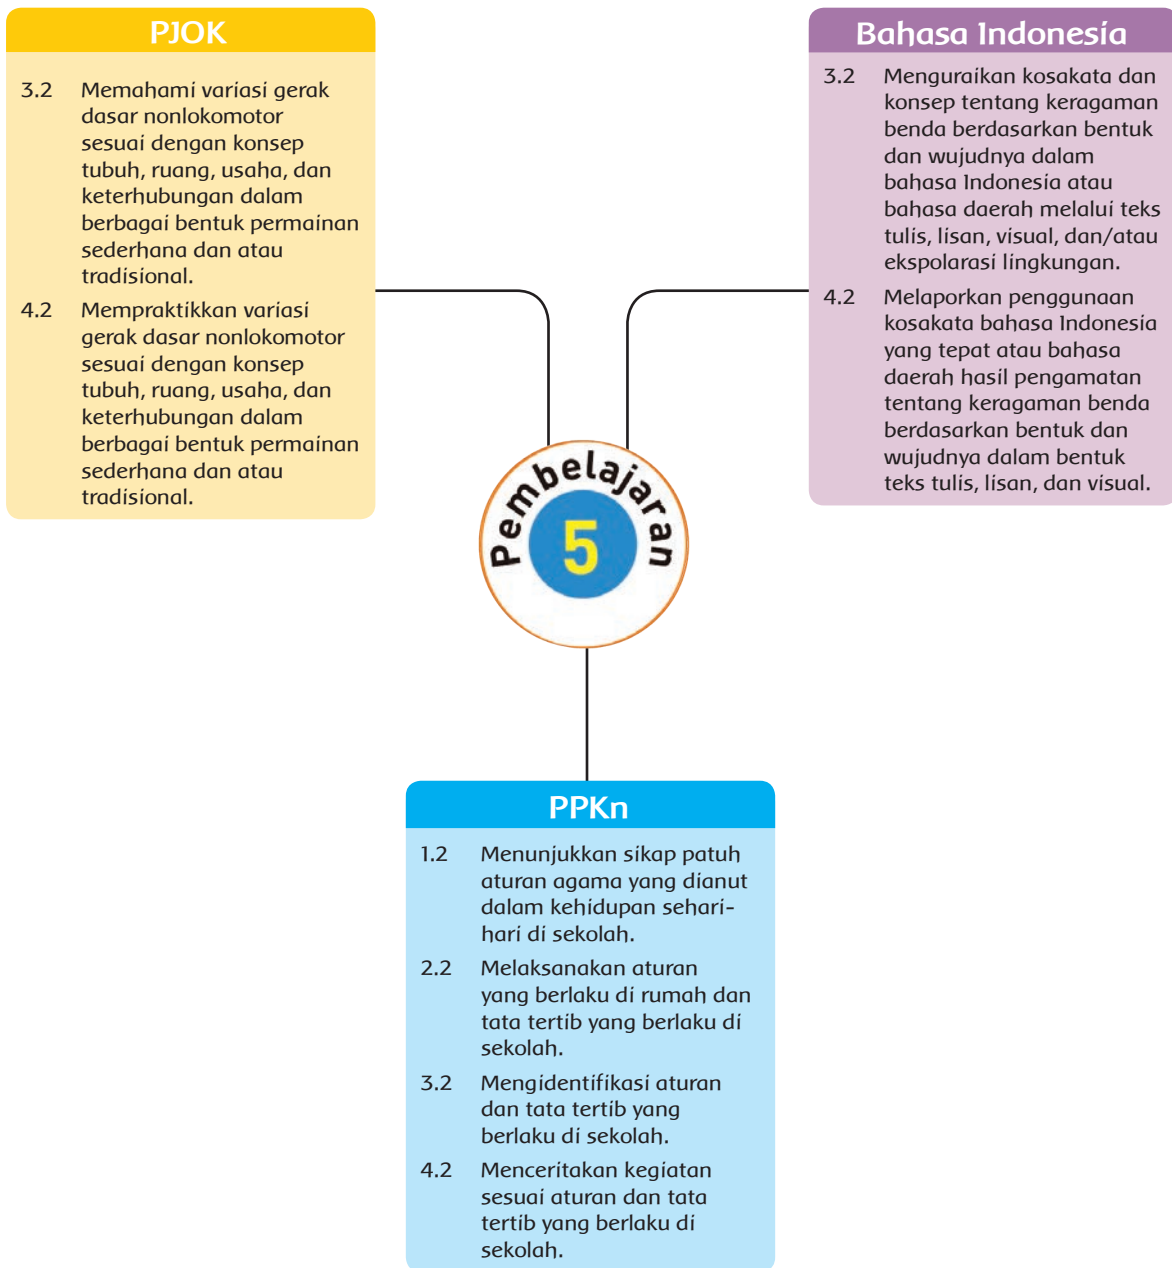 PJOK
3.2 Memahami variasi gerak
dasar nonlokomotor
sesuai dengan konsep
tubuh, ruang, usaha, dan
keterhubungan dalam
berbagai bentuk permainan
sederhana dan atau
tradisional.
4.2 Mempraktikkan variasi
gerak dasar nonlokomotor
sesuai dengan konsep
tubuh, ruang, usaha, dan
keterhubungan dalam
berbagai bentuk permainan
sederhana dan atau
tradisional.
Bahasa Indonesia
3.2 Menguraikan kosakata dan
konsep tentang keragaman
benda berdasarkan bentuk
dan wujudnya dalam
bahasa Indonesia atau
bahasa daerah melalui teks
tulis, lisan, visual, dan/atau
ekspolarasi lingkungan.
4.2 Melaporkan penggunaan
kosakata bahasa Indonesia
yang tepat atau bahasa
daerah hasil pengamatan
tentang keragaman benda
berdasarkan bentuk dan
wujudnya dalam bentuk
teks tulis, lisan, dan visual.
Pembelajaran
5
PPKn
1.2 Menunjukkan sikap patuh
aturan agama yang dianut
dalam kehidupan sehari-
hari di sekolah.
2.2 Melaksanakan aturan
yang berlaku di rumah dan
tata tertib yang berlaku di
sekolah.
3.2 Mengidentifikasi aturan
dan tata tertib yang
berlaku di sekolah.
4.2 Menceritakan kegiatan
sesuai aturan dan tata
tertib yang berlaku di
sekolah.